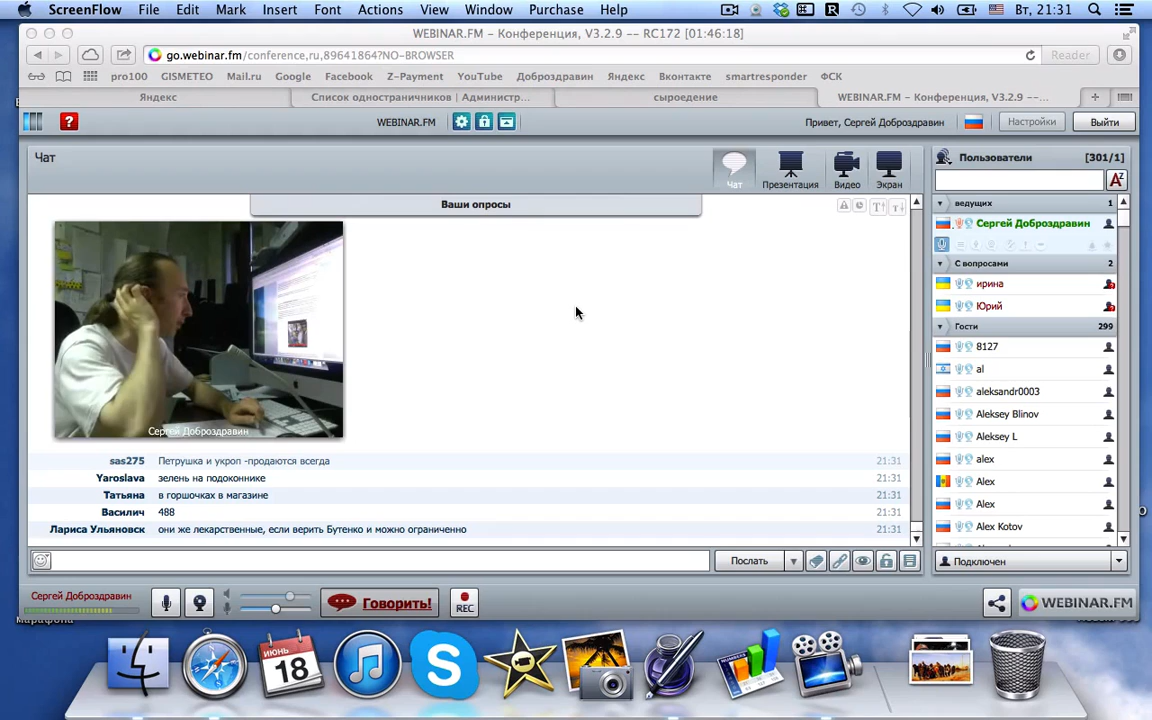 ScreenFlow File Edit Mark Insert Font Actions View Window Purchase Help Вт, 21:31
WEBINAR.FM – Конференция, V3.2.9 -- RC172 [01:46:18]
go.webinar.fm/conference,ru,89641864?NO-BROWSER Reader
pro100 GISMETEO Mail.ru Google Facebook Z-Payment YouTube Доброздравин Яндекс Вконтакте smartresponder ФСК
Яндекс Список одностраничников | Администр... сыроедение WEBINAR.FM – Конференция, V3.2.9 --...
? WEBINAR.FM Привет, Сергей Доброздравин Настройки Выйти
Чат
Чат Презентация Видео Экран
Ваши опросы
Сергей Доброздравин
sas275 Петрушка и укроп -продаются всегда 21:31
Yaroslava зелень на подоконнике 21:31
Татьяна в горшочках в магазине 21:31
Василич 488 21:31
Лариса Ульяновск они же лекарственные, если верить Бутенко и можно ограниченно 21:31
Послать
Пользователи [301/1]
ведущих 1
Сергей Доброздравин
С вопросами 2
ирина
Юрий
Гости 299
8127
al
aleksandr0003
Aleksey Blinov
Aleksey L
alex
Alex
Alex
Alex Kotov
Подключен
Сергей Доброздравин
Говорить!
REC
WEBINAR.FM
марафона
ИЮНЬ
18
NUMBERS